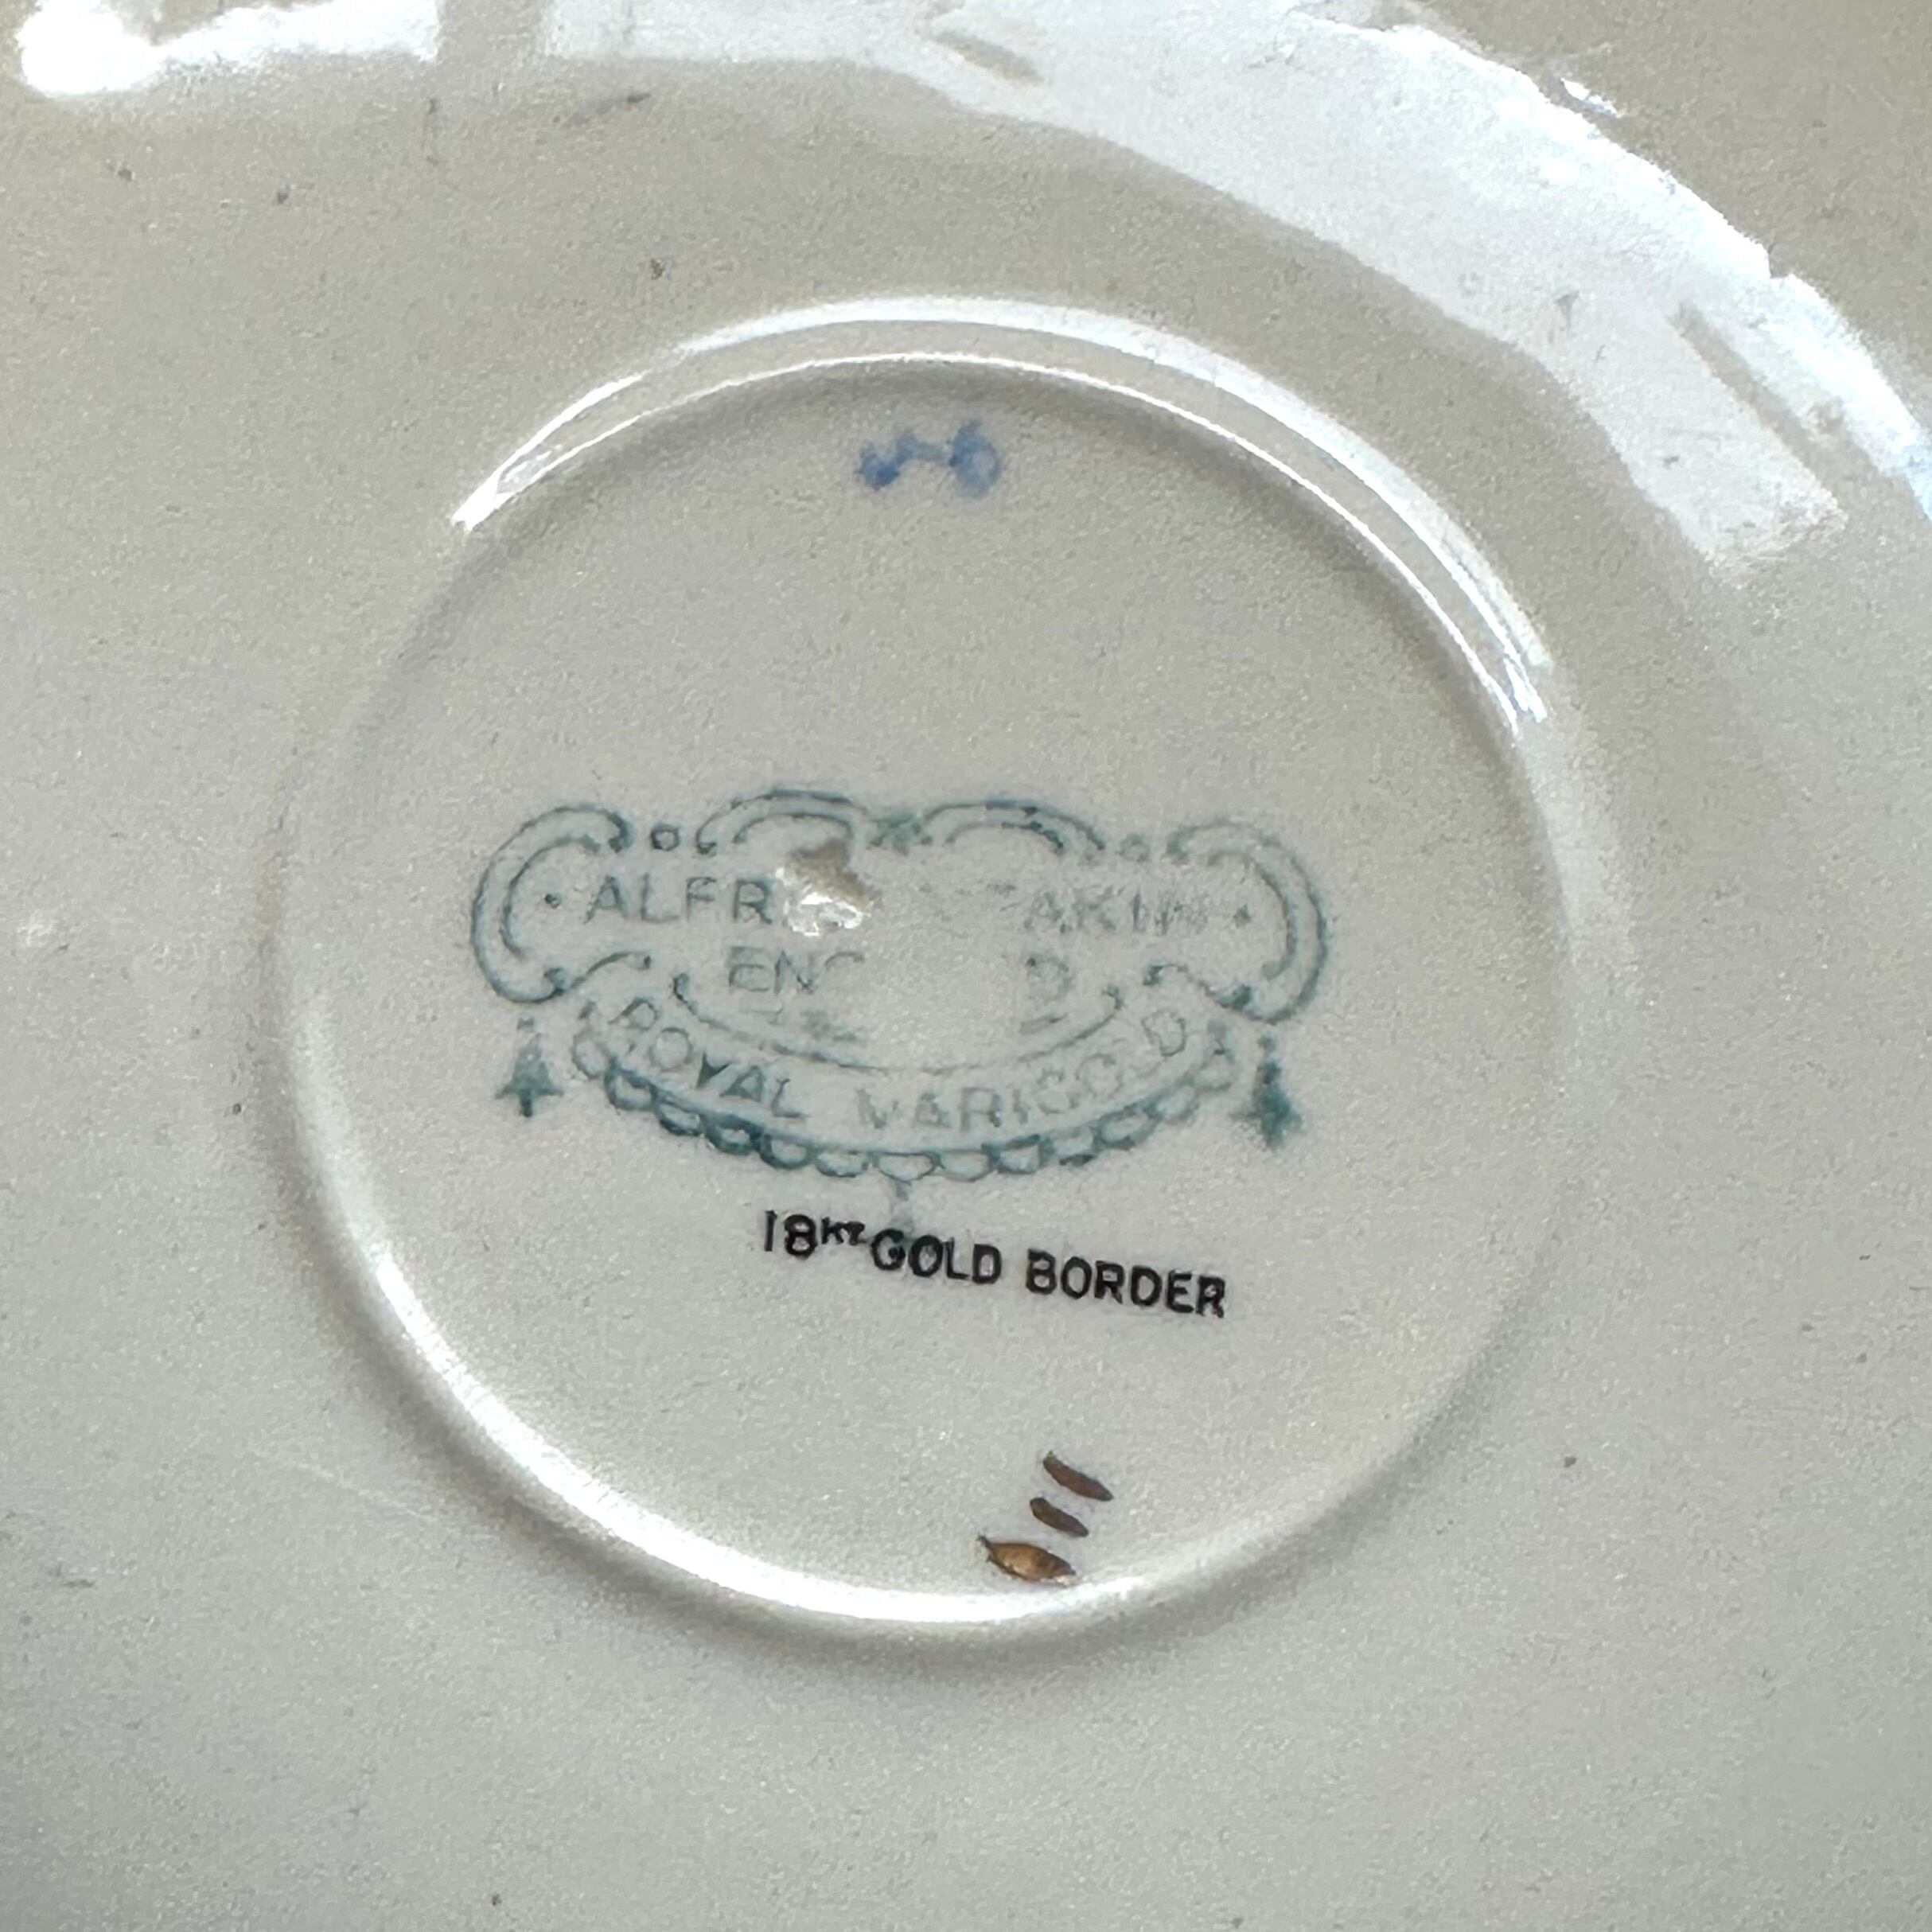 ALFR AKIN
ENG D
ROYAL MARIGOLD
18KT GOLD BORDER